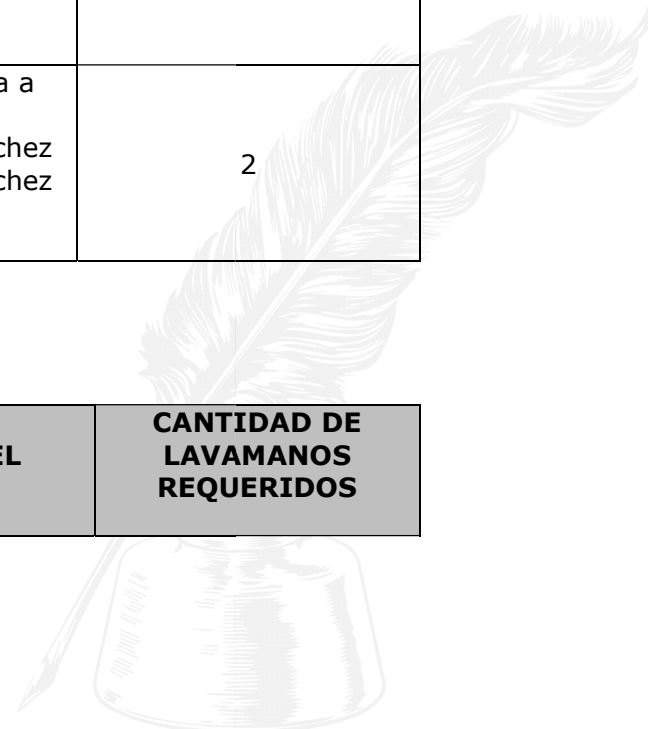 a a
chez
chez
2
EL
CANTIDAD DE
LAVAMANOS
REQUERIDOS